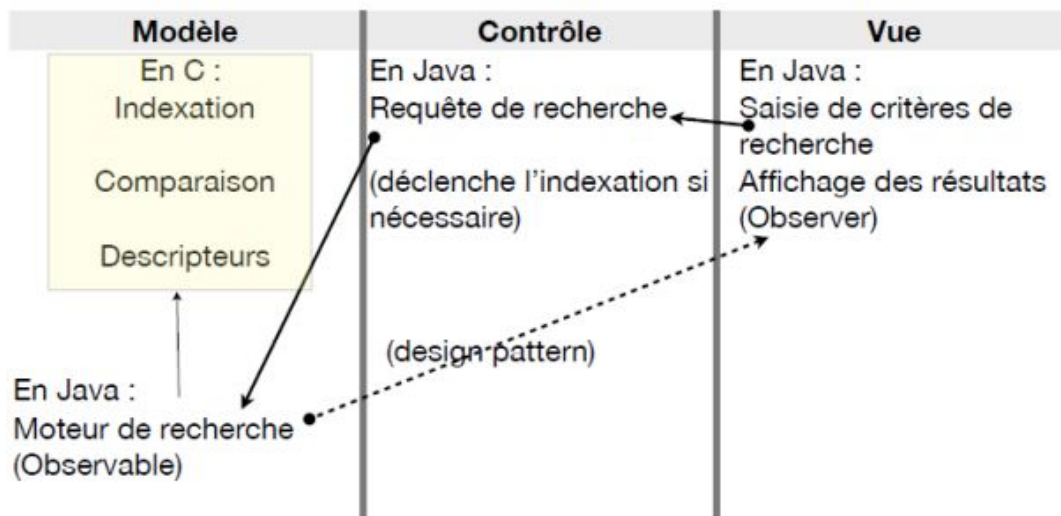 Modèle
En C :
Indexation
Comparaison
Descripteurs
En Java :
Moteur de recherche
(Observable)
Contrôle
En Java :
Requête de recherche
(déclenche l'indexation si
nécessaire)
(design pattern)
Vue
En Java :
Saisie de critères de
recherche
Affichage des résultats
(Observer)